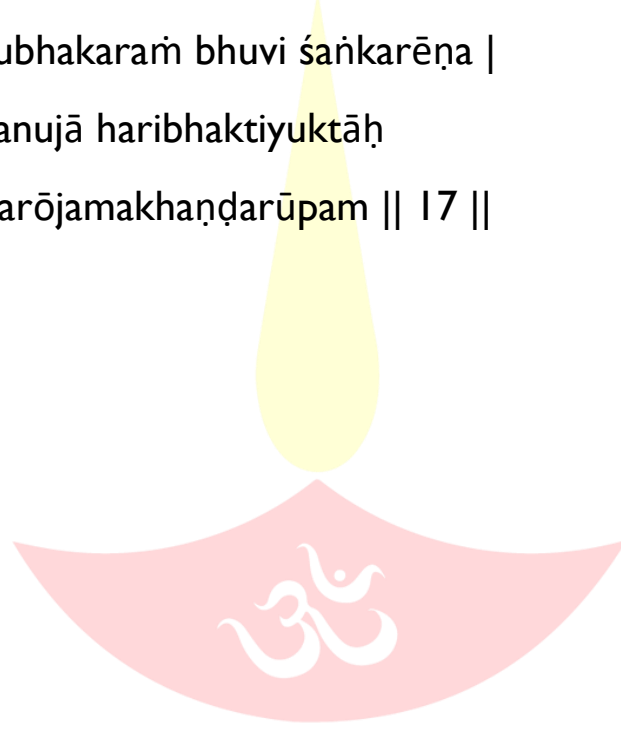 ubhakaraṁ bhuvi śaṅkarēṇa |
anujā haribhaktiyuktāḥ
arōjamakhaṇḍarūpam || 17 ||
ॐ